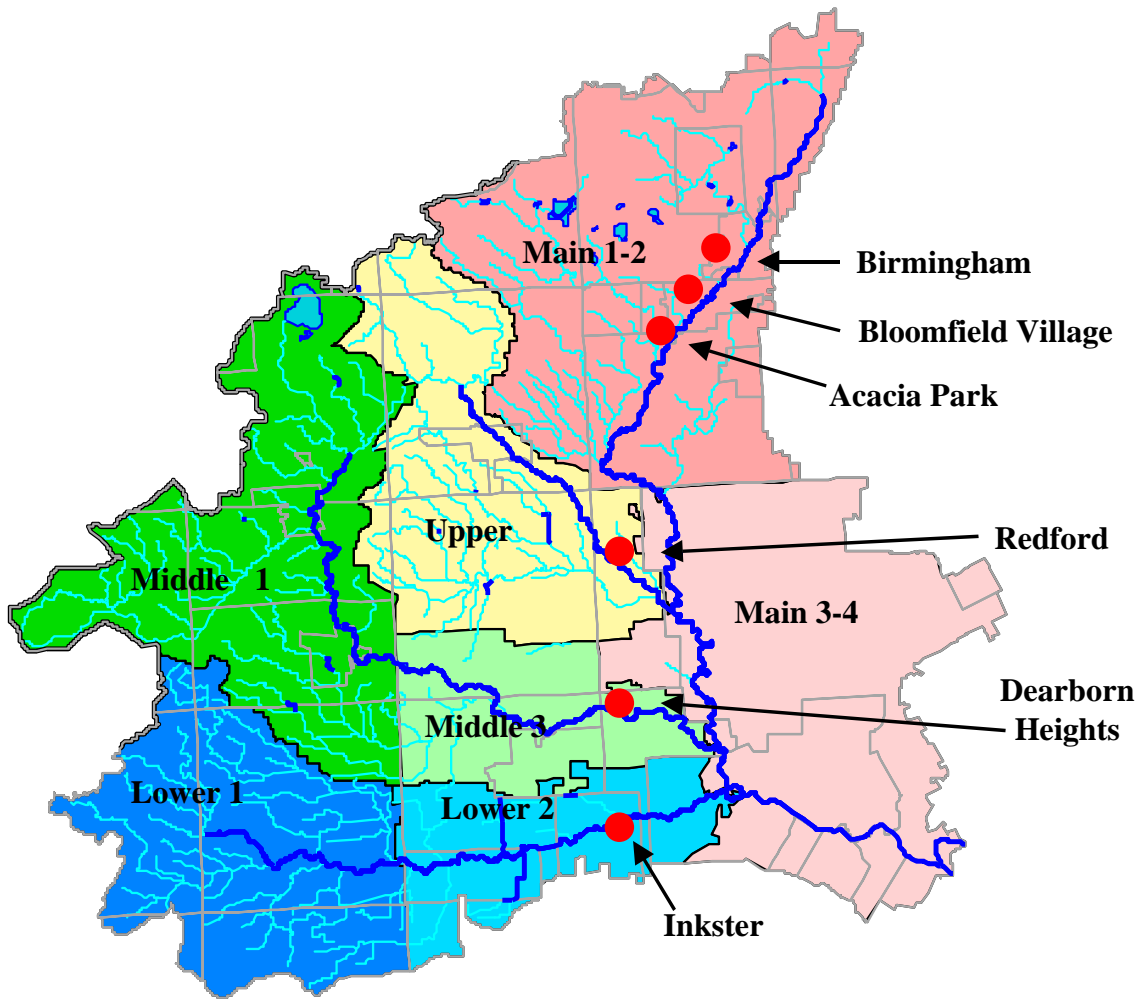 Main 1-2
Birmingham
Bloomfield Village
Acacia Park
Upper
Redford
Middle 1
Main 3-4
Dearborn
Heights
Middle 3
Lower 1
Lower 2
Inkster